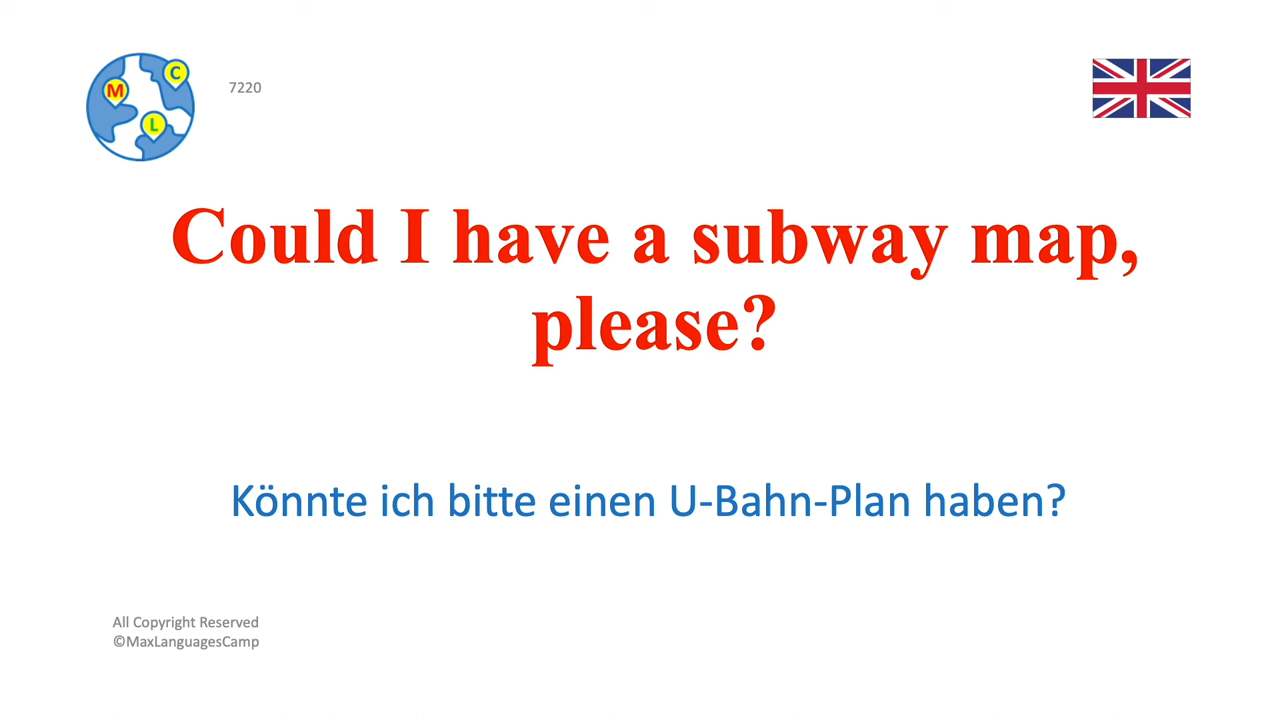 M
C
L
7220
Could I have a subway map,
please?
Könnte ich bitte einen U-Bahn-Plan haben?
All Copyright Reserved
©MaxLanguagesCamp